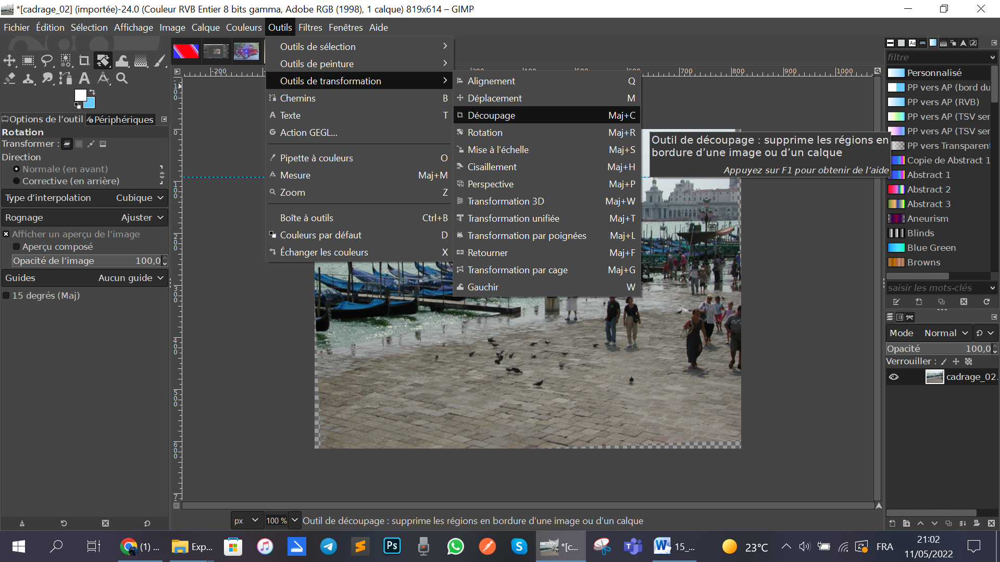 *[cadrage_02] (importée)-24.0 (Couleur RVB Entier 8 bits gamma, Adobe RGB (1998), 1 calque) 819x614 – GIMP
Fichier Édition Sélection Affichage Image Calque Couleurs Outils Filtres Fenêtres Aide
Outils de sélection
Outils de peinture
Outils de transformation
Chemins B
Texte T
Action GEGL...
Pipette à couleurs O
Mesure Maj+M
Zoom Z
Boîte à outils Ctrl+B
Couleurs par défaut D
Échanger les couleurs X
Alignement Q
Déplacement M
Découpage Maj+C
Rotation Maj+R
Mise à l’échelle Maj+S
Cisaillement Maj+H
Perspective Maj+P
Transformation 3D Maj+W
Transformation unifiée Maj+T
Transformation par poignées Maj+L
Retourner Maj+F
Transformation par cage Maj+G
Gauchir W
Outil de découpage : supprime les régions en
bordure d’une image ou d’un calque
Appuyez sur F1 pour obtenir de l’aide
Options de l’outil Périphériques
Rotation
Transformer :
Direction
Normale (en avant)
Corrective (en arrière)
Type d’interpolation Cubique
Rognage Ajuster
Afficher un aperçu de l’image
Aperçu composé
Opacité de l’image 100,0
Guides Aucun guide
15 degrés (Maj)
-200
600 700 800 900 1000
0
100
200
300
400
500
600
filtre
Personnalisé
PP vers AP (bord du
PP vers AP (RVB)
PP vers AP (TSV ser
PP vers AP (TSV ser
PP vers Transparent
Copie de Abstract 1
Abstract 1
Abstract 2
Abstract 3
Aneurism
Blinds
Blue Green
Browns
saisir les mots-clés
Mode Normal
Opacité 100,0
Verrouiller :
cadrage_02.
px 100 % Outil de découpage : supprime les régions en bordure d’une image ou d’un calque
(1) ...
Exp...
Ps
*[c...
15_...
23°C
FRA
21:02
11/05/2022